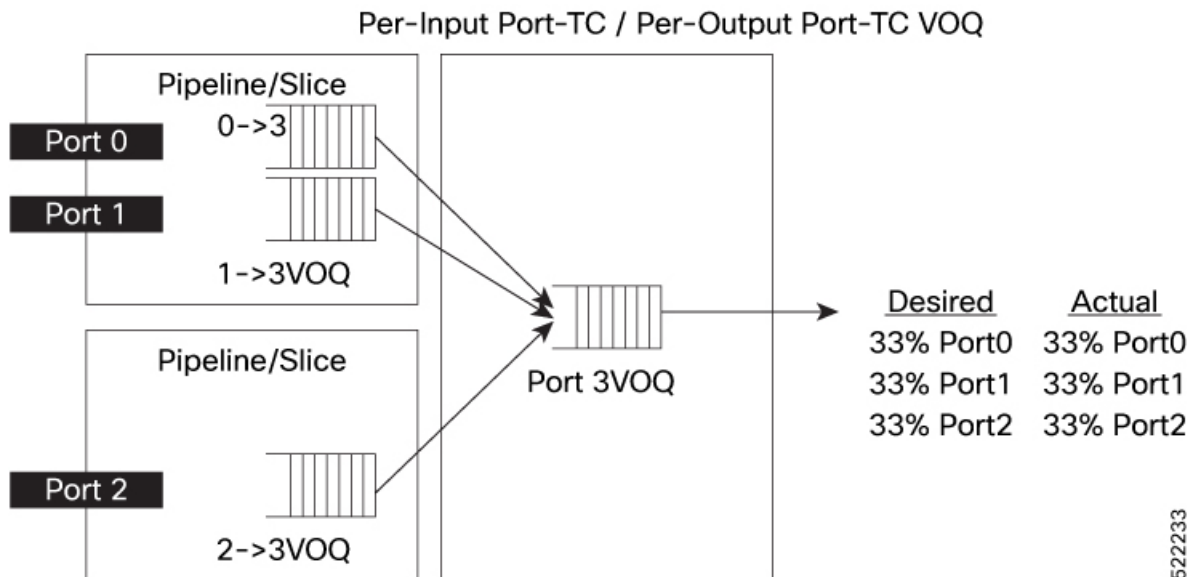 Per-Input Port-TC / Per-Output Port-TC VOQ
Pipeline/Slice
0->3
Port 0
Port 1
1->3VOQ
Pipeline/Slice
Port 2
2->3VOQ
Port 3VOQ
Desired Actual
33% Port0 33% Port0
33% Port1 33% Port1
33% Port2 33% Port2
522233